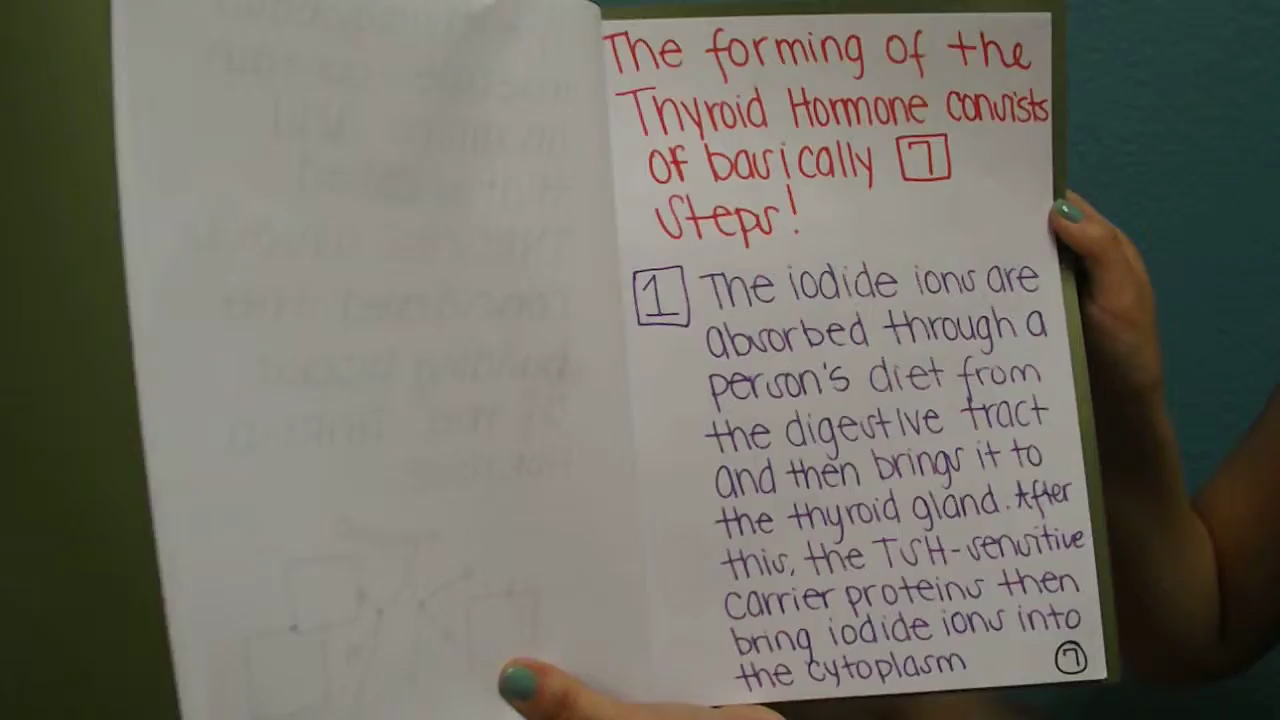 The forming of the
Thyroid Hormone consists
of basically 7
steps!
1 The iodide ions are
absorbed through a
person's diet from
the digestive tract
and then brings it to
the thyroid gland. After
this, the TSH-sensitive
carrier proteins then
bring iodide ions into
the cytoplasm
7